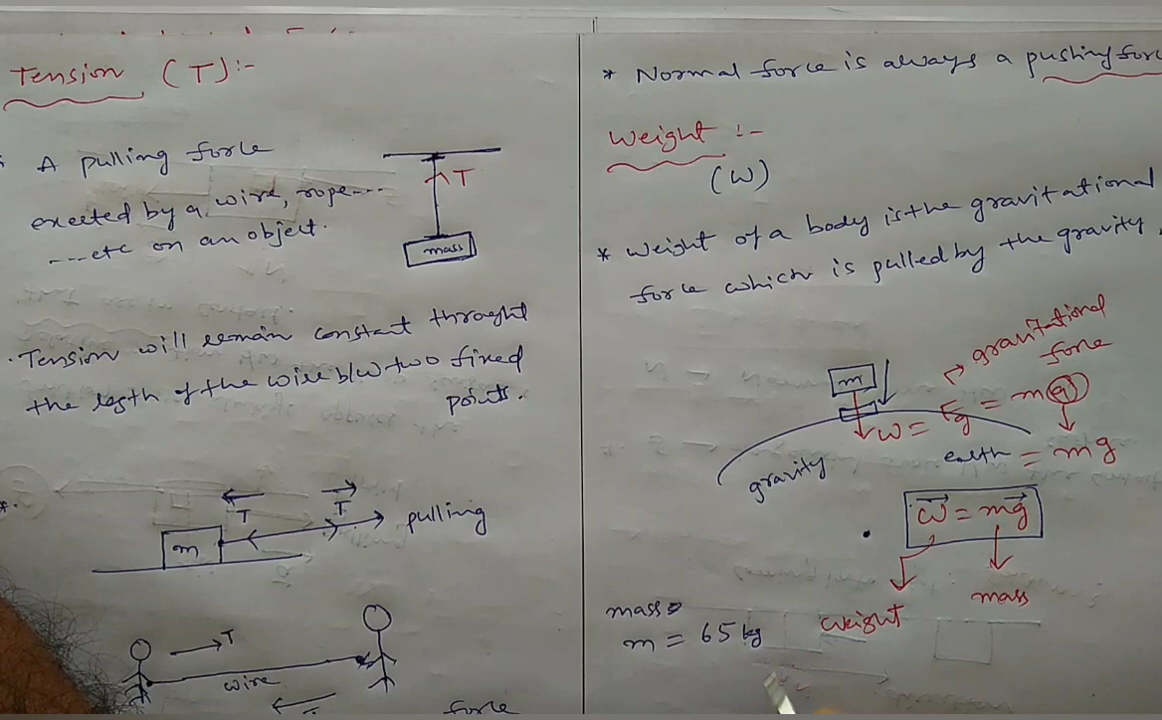 Tension (T):-
A pulling force
exected by a, wire, rope---
---etc on an object.
T
mass
Tension will remain constant throught
the legth of the wire b/w two fixed
points.
*
T
T
pulling
m
T
wire
force
* Normal force is always a pushing forc
Weight :-
(W)
* Weight of a body is the gravitational
force which is pulled by the gravity.
gravitational
force
m
W = Fg = m(a)
gravity
earth = mg
W = mg
mass
weight
mass
m = 65 kg